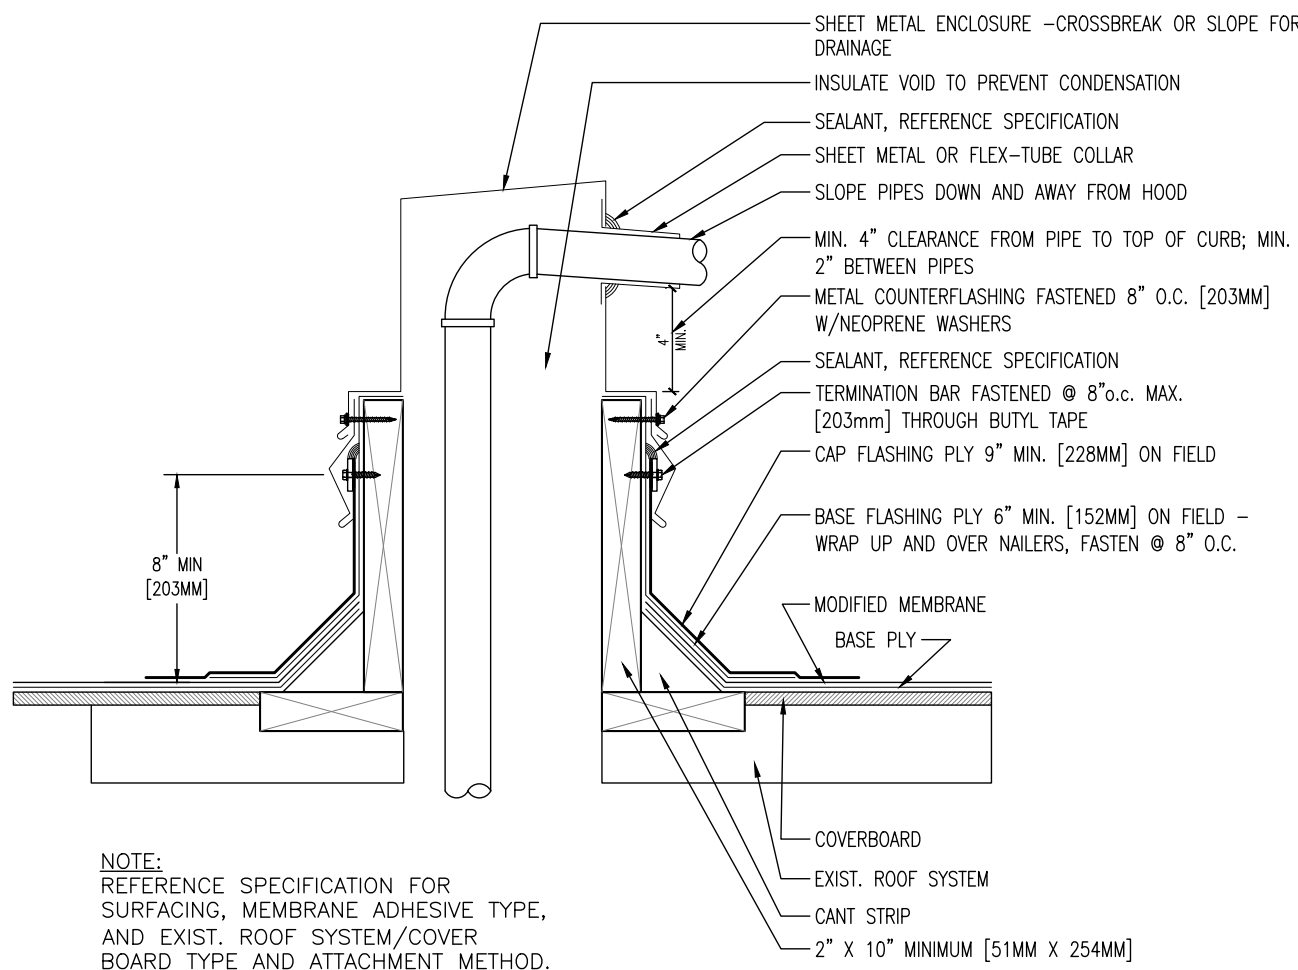 SHEET METAL ENCLOSURE -CROSSBREAK OR SLOPE FOR
DRAINAGE
INSULATE VOID TO PREVENT CONDENSATION
SEALANT, REFERENCE SPECIFICATION
SHEET METAL OR FLEX-TUBE COLLAR
SLOPE PIPES DOWN AND AWAY FROM HOOD
MIN. 4" CLEARANCE FROM PIPE TO TOP OF CURB; MIN.
2" BETWEEN PIPES
METAL COUNTERFLASHING FASTENED 8" O.C. [203MM]
W/NEOPRENE WASHERS
4"
MIN.
SEALANT, REFERENCE SPECIFICATION
TERMINATION BAR FASTENED @ 8"o.c. MAX.
[203mm] THROUGH BUTYL TAPE
CAP FLASHING PLY 9" MIN. [228MM] ON FIELD
BASE FLASHING PLY 6" MIN. [152MM] ON FIELD -
WRAP UP AND OVER NAILERS, FASTEN @ 8" O.C.
8" MIN
[203MM]
MODIFIED MEMBRANE
BASE PLY
COVERBOARD
EXIST. ROOF SYSTEM
CANT STRIP
2" X 10" MINIMUM [51MM X 254MM]
NOTE:
REFERENCE SPECIFICATION FOR
SURFACING, MEMBRANE ADHESIVE TYPE,
AND EXIST. ROOF SYSTEM/COVER
BOARD TYPE AND ATTACHMENT METHOD.